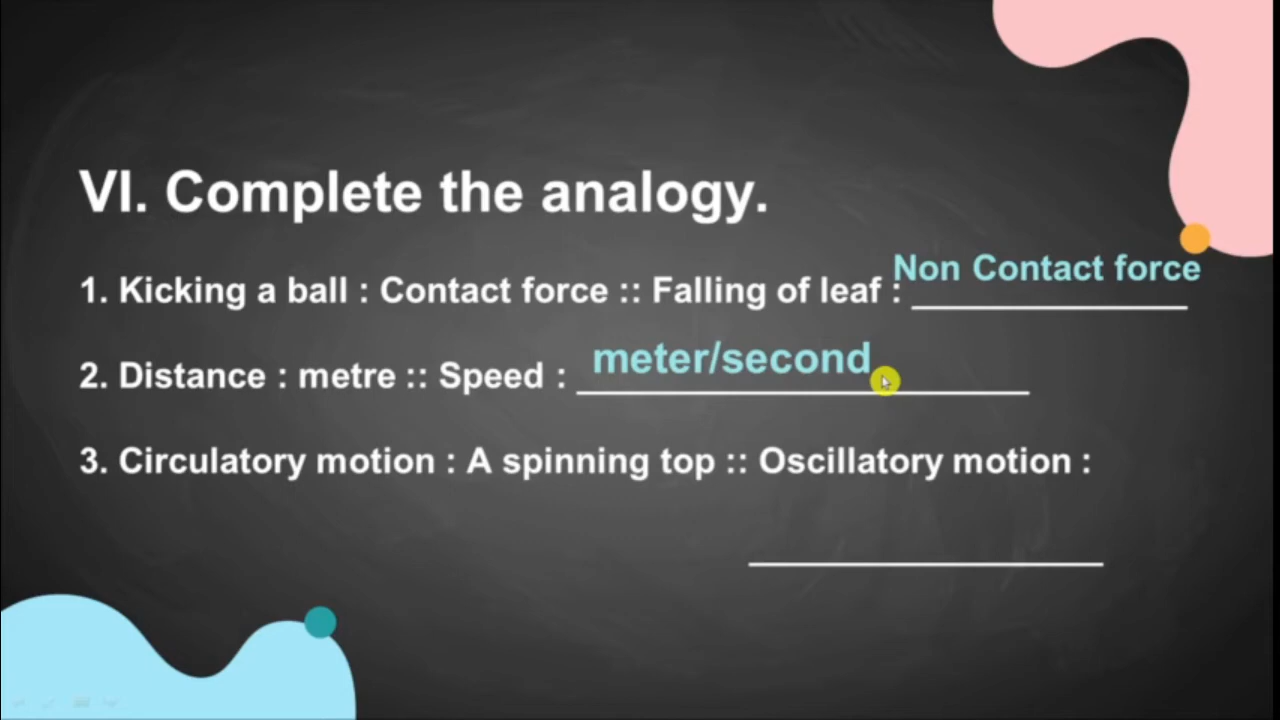 VI. Complete the analogy.
1. Kicking a ball : Contact force :: Falling of leaf : Non Contact force
2. Distance : metre :: Speed : meter/second
3. Circulatory motion : A spinning top :: Oscillatory motion :